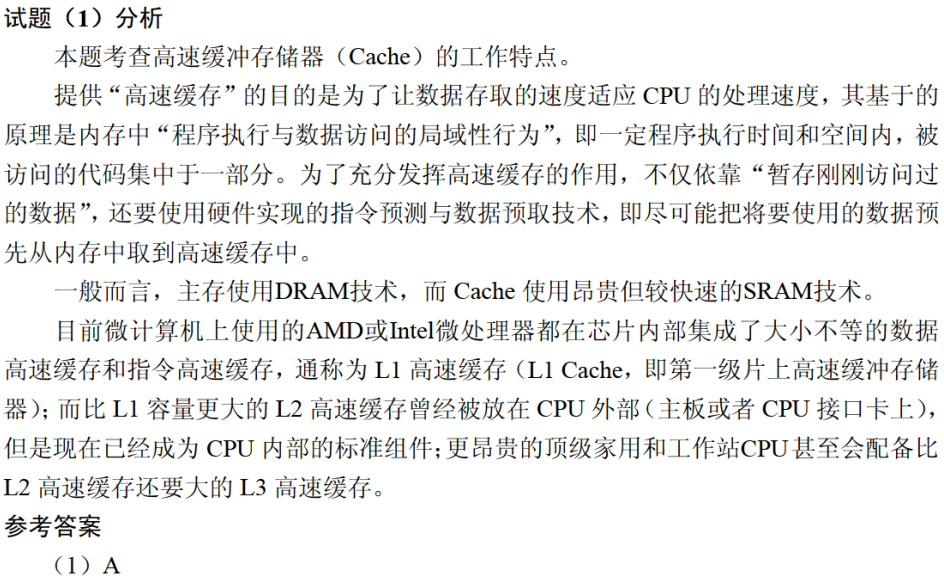 试题（1）分析
本题考查高速缓冲存储器（Cache）的工作特点。
提供“高速缓存”的目的是为了让数据存取的速度适应 CPU 的处理速度，其基于的
原理是内存中“程序执行与数据访问的局域性行为”，即一定程序执行时间和空间内，被
访问的代码集中于一部分。为了充分发挥高速缓存的作用，不仅依靠“暂存刚刚访问过
的数据”，还要使用硬件实现的指令预测与数据预取技术，即尽可能把将要使用的数据预
先从内存中取到高速缓存中。
一般而言，主存使用DRAM技术，而 Cache 使用昂贵但较快速的SRAM技术。
目前微计算机上使用的AMD或Intel微处理器都在芯片内部集成了大小不等的数据
高速缓存和指令高速缓存，通称为 L1 高速缓存（L1 Cache，即第一级片上高速缓冲存储
器）；而比 L1 容量更大的 L2 高速缓存曾经被放在 CPU 外部（主板或者 CPU 接口卡上），
但是现在已经成为 CPU 内部的标准组件；更昂贵的顶级家用和工作站CPU甚至会配备比
L2 高速缓存还要大的 L3 高速缓存。
参考答案
（1）A